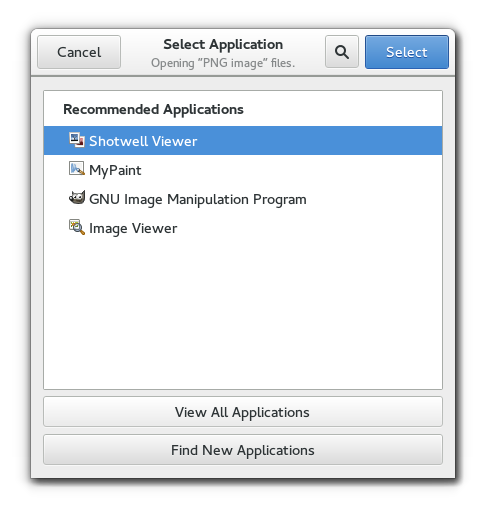 Cancel
Select Application
Opening "PNG image" files.
Select
Recommended Applications
Shotwell Viewer
MyPaint
GNU Image Manipulation Program
Image Viewer
View All Applications
Find New Applications